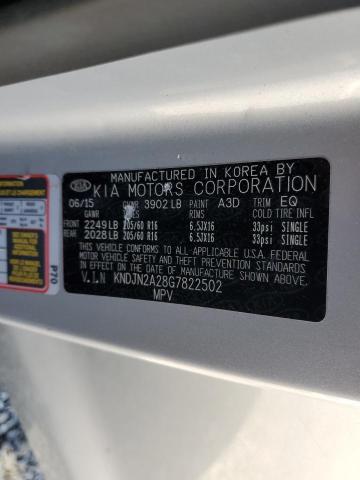 MANUFACTURED IN KOREA BY
KIA
KIA MOTORS CORPORATION
06/15 GVWR 3902 LB PAINT A3D TRIM EQ
GAWR RIMS COLD TIRE INFL
FRONT 2249 LB 205/60 R16 6.5JX16 33psi SINGLE
REAR 2028 LB 205/60 R16 6.5JX16 33psi SINGLE
THIS VEHICLE CONFORMS TO ALL APPLICABLE U.S.A. FEDERAL
MOTOR VEHICLE SAFETY AND THEFT PREVENTION STANDARDS
IN EFFECT ON THE DATE OF MANUFACTURE SHOWN ABOVE.
V.I.N KNDJN2A28G7822502
MPV
INFORMATION
P70